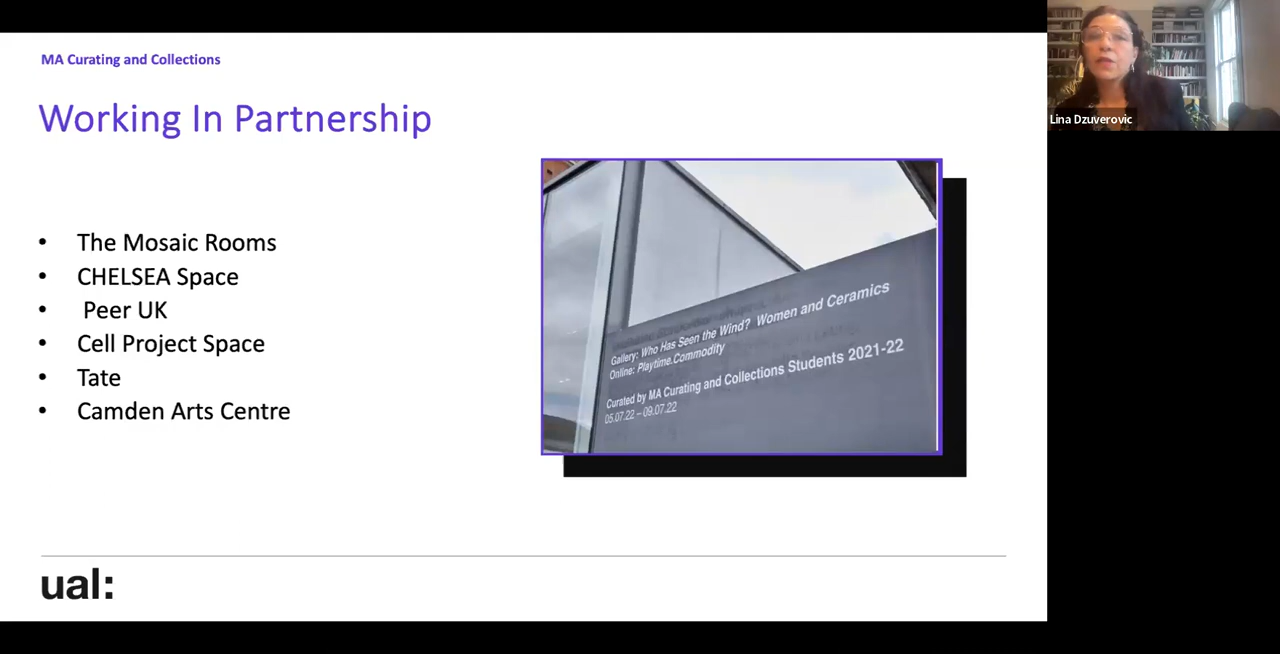 MA Curating and Collections
Working In Partnership
• The Mosaic Rooms
• CHELSEA Space
• Peer UK
• Cell Project Space
• Tate
• Camden Arts Centre
Gallery: Who Has Seen the Wind? Women and Ceramics
Online: Playtime.Commodity
Curated by MA Curating and Collections Students 2021-22
05.07.22 – 09.07.22
ual:
Lina Dzuverovic